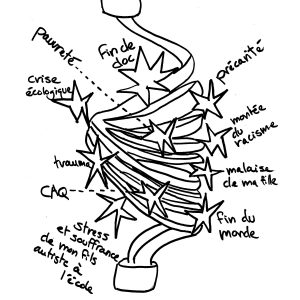 pauvreté
fin de
doc
précarité
crise
écologique
montée
du
racisme
trauma
malaise
de ma fille
CAQ
fin du
monde
et stress
souffrance
de mon fils
autiste à
l'école